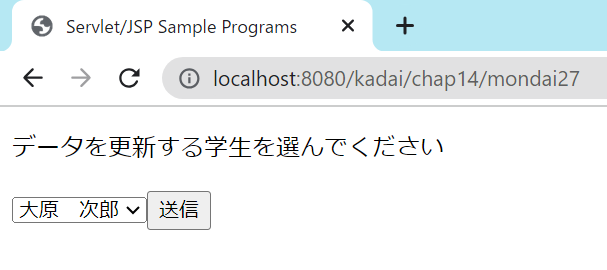 Servlet/JSP Sample Programs
localhost:8080/kadai/chap14/mondai27
データを更新する学生を選んでください
大原　次郎 送信